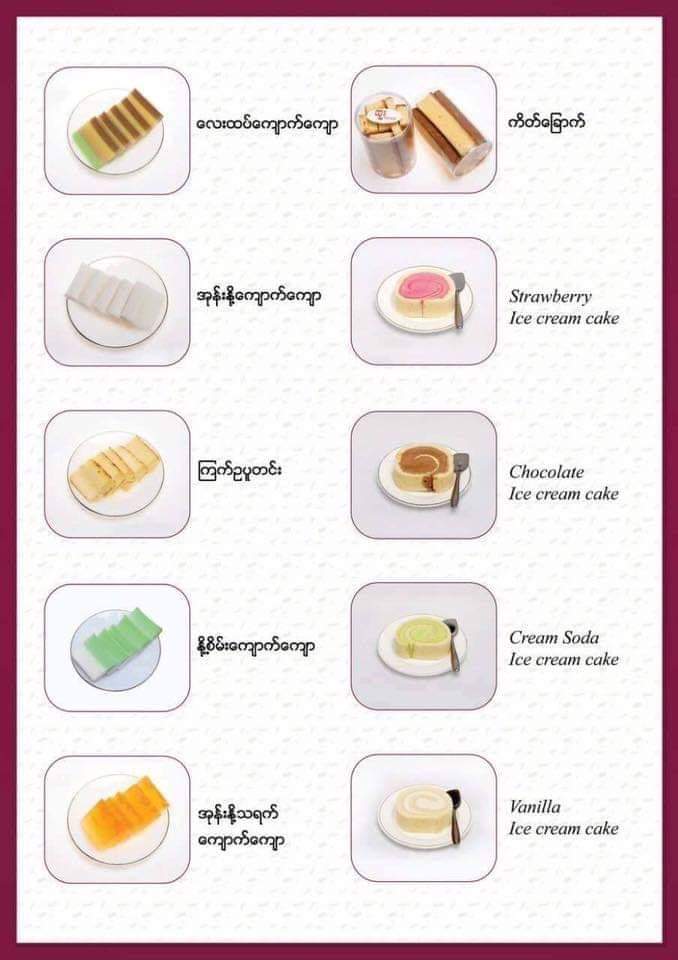 လေးထပ်ကျောက်ကျော
ကိတ်ခြောက်
အုန်းနို့ကျောက်ကျော
Strawberry
Ice cream cake
ကြက်ဥပူတင်း
Chocolate
Ice cream cake
နို့စိမ်းကျောက်ကျော
Cream Soda
Ice cream cake
အုန်းနို့သရက်
ကျောက်ကျော
Vanilla
Ice cream cake